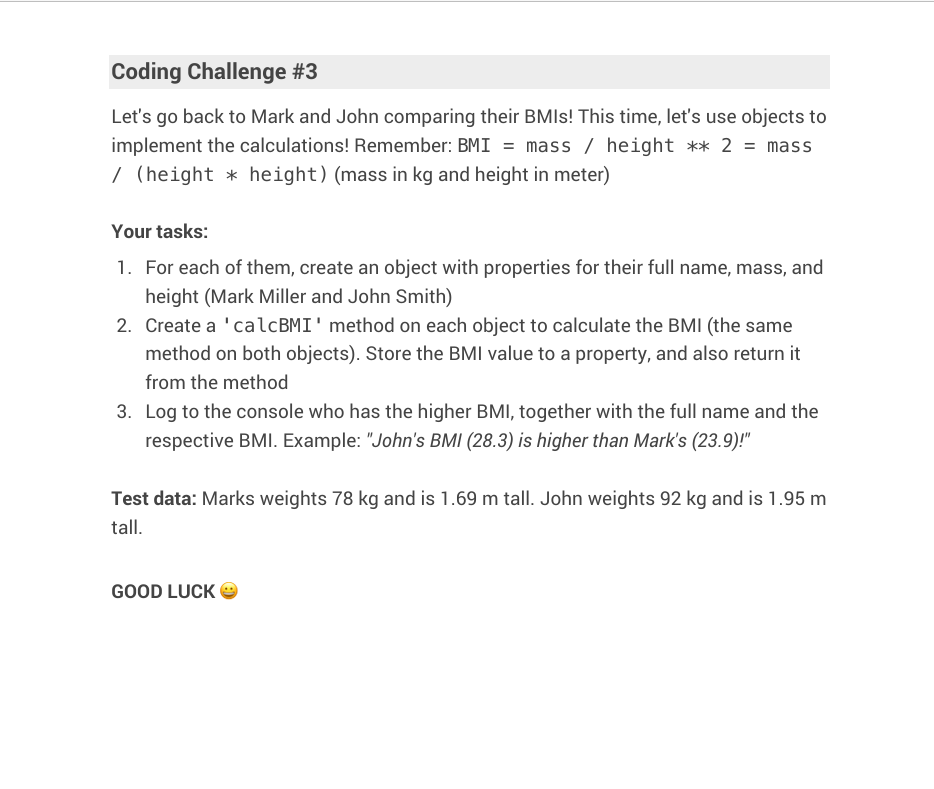 Coding Challenge #3
Let's go back to Mark and John comparing their BMIs! This time, let's use objects to
implement the calculations! Remember: BMI = mass / height ** 2 = mass
/ (height * height) (mass in kg and height in meter)
Your tasks:
1. For each of them, create an object with properties for their full name, mass, and
height (Mark Miller and John Smith)
2. Create a 'calcBMI' method on each object to calculate the BMI (the same
method on both objects). Store the BMI value to a property, and also return it
from the method
3. Log to the console who has the higher BMI, together with the full name and the
respective BMI. Example: "John's BMI (28.3) is higher than Mark's (23.9)!"
Test data: Marks weights 78 kg and is 1.69 m tall. John weights 92 kg and is 1.95 m
tall.
GOOD LUCK 😀